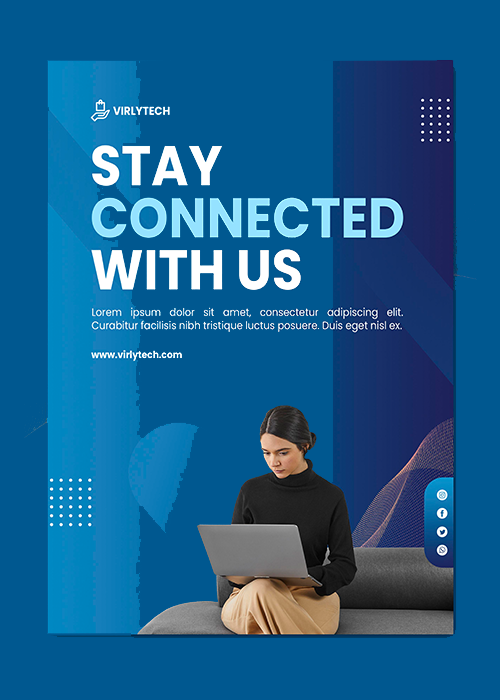 VIRLYTECH
STAY
CONNECTED
WITH US
Lorem ipsum dolor sit amet, consectetur adipiscing elit.
Curabitur facilisis nibh tristique luctus posuere. Duis eget nisl ex.
www.virlytech.com